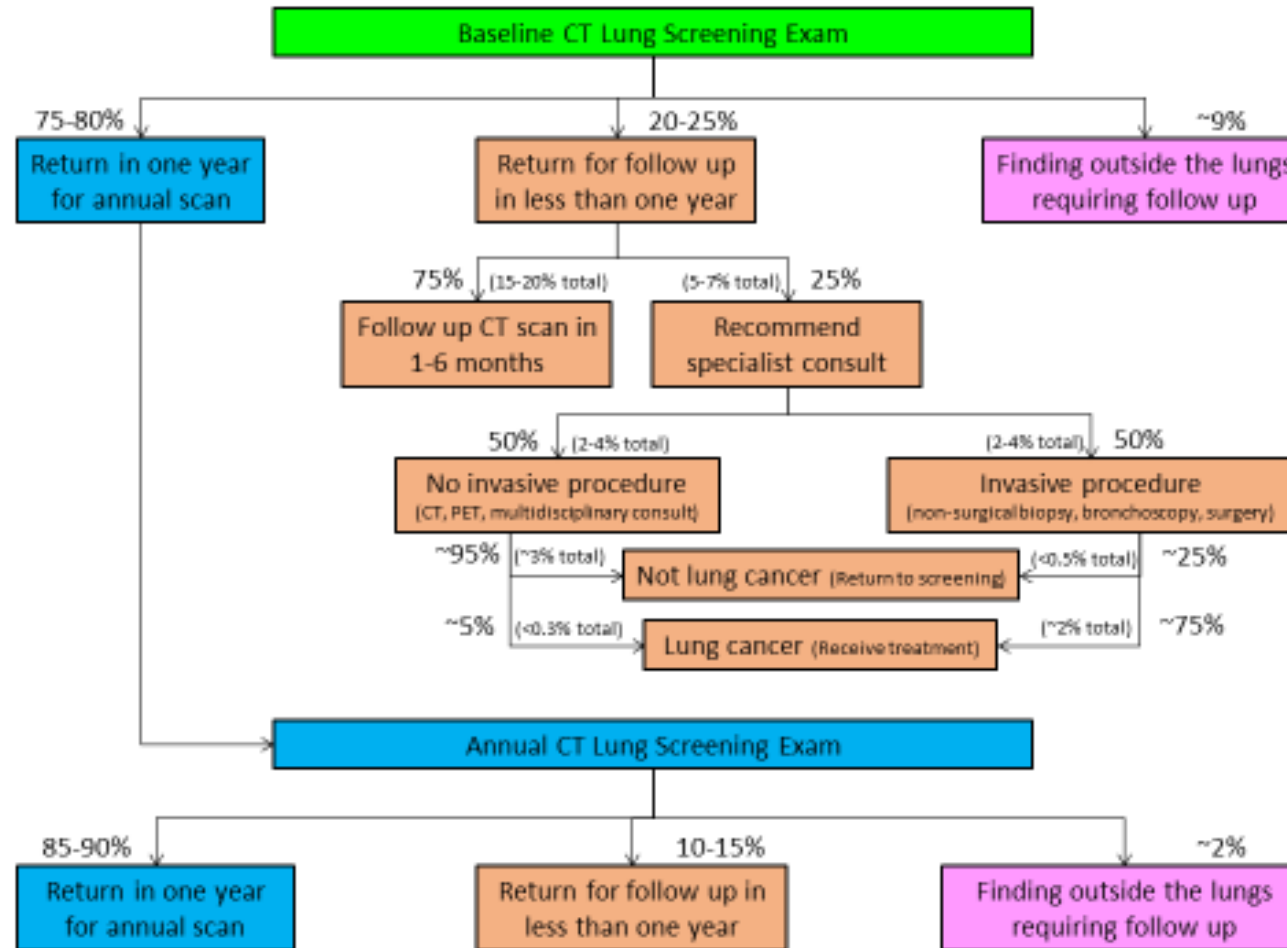 Baseline CT Lung Screening Exam
75-80%
20-25%
~9%
Return in one year
for annual scan
Return for follow up
in less than one year
Finding outside the lungs
requiring follow up
75%
(15-20% total)
(5-7% total)
25%
Follow up CT scan in
1-6 months
Recommend
specialist consult
50%
(2-4% total)
(2-4% total)
50%
No invasive procedure
(CT, PET, multidisciplinary consult)
Invasive procedure
(non-surgical biopsy, bronchoscopy, surgery)
~95%
(~3% total)
Not lung cancer (Return to screening)
(<0.5% total)
~25%
~5%
(<0.3% total)
Lung cancer (Receive treatment)
(~2% total)
~75%
Annual CT Lung Screening Exam
85-90%
10-15%
~2%
Return in one year
for annual scan
Return for follow up in
less than one year
Finding outside the lungs
requiring follow up